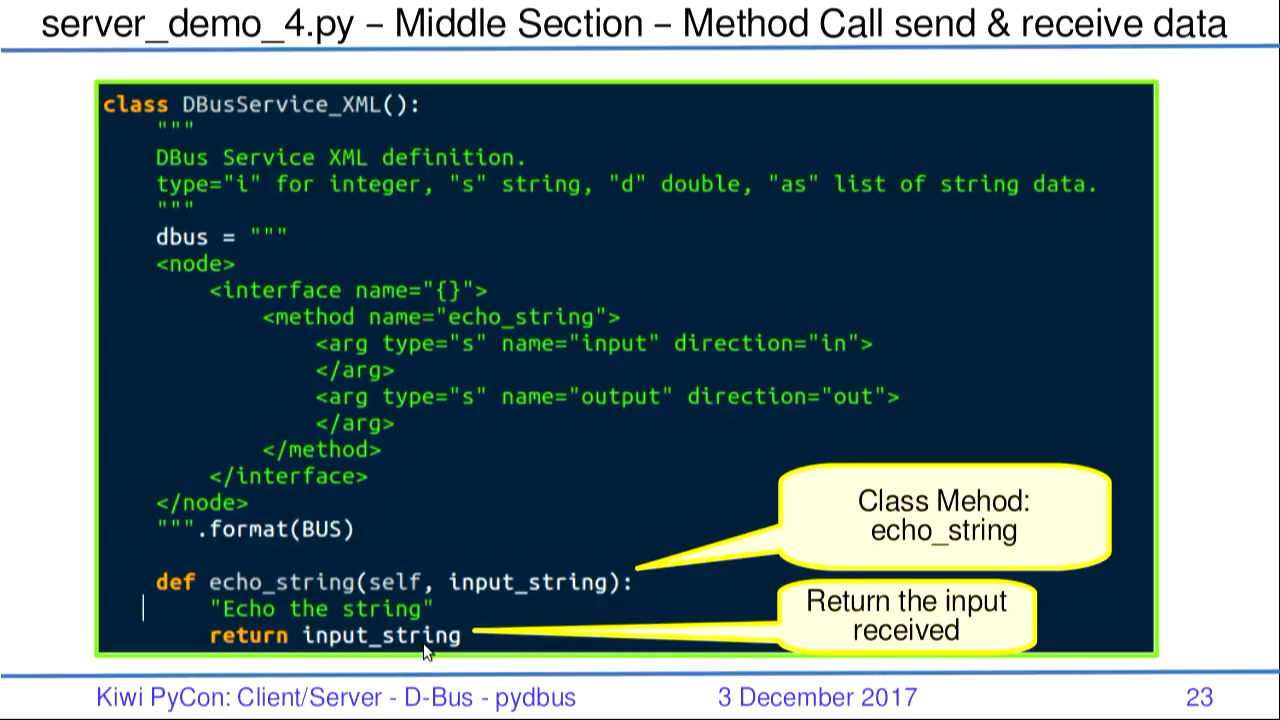 server_demo_4.py – Middle Section – Method Call send & receive data
class DBusService_XML():
"""
DBus Service XML definition.
type="i" for integer, "s" string, "d" double, "as" list of string data.
"""
dbus = """
<node>
<interface name="{}">
<method name="echo_string">
<arg type="s" name="input" direction="in">
</arg>
<arg type="s" name="output" direction="out">
</arg>
</method>
</interface>
</node>
""".format(BUS)
Class Mehod:
echo_string
def echo_string(self, input_string):
"Echo the string"
return input_string
Return the input
received
Kiwi PyCon: Client/Server - D-Bus - pydbus
3 December 2017
23